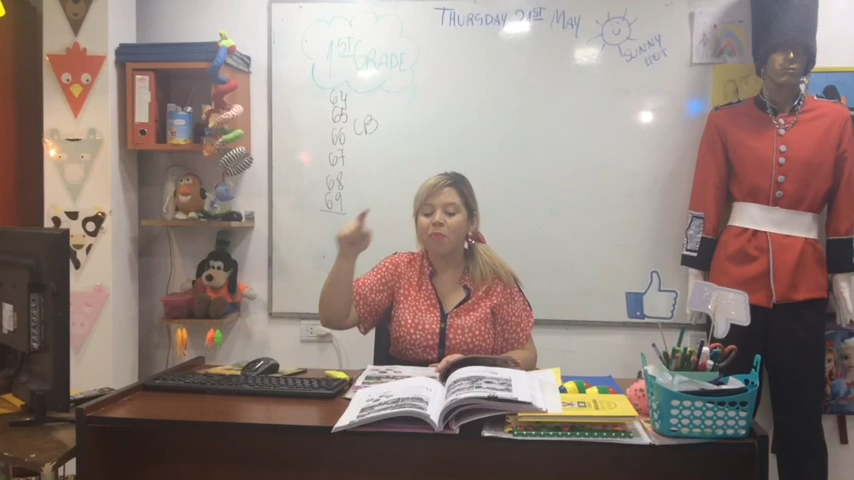 THURSDAY 21ST MAY
SUNNY
HOT
1ST GRADE
64
65
66 CB
67
68
69